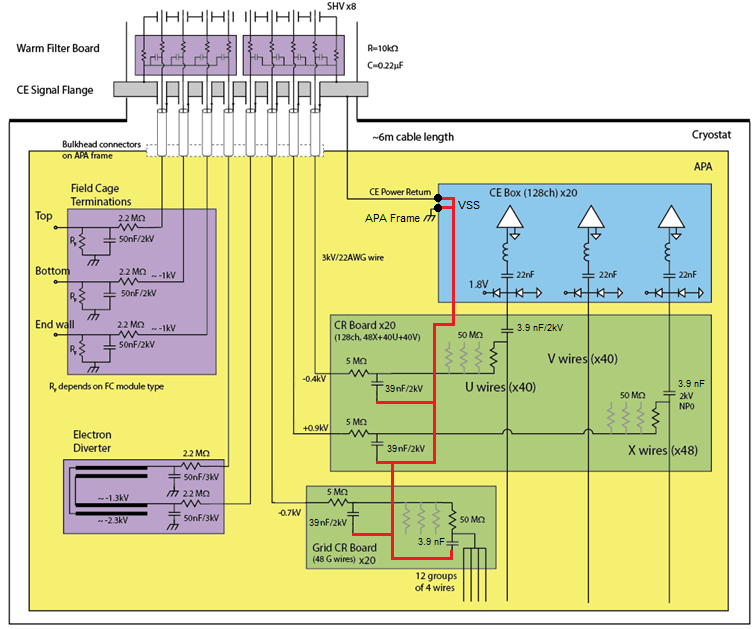 SHV x8
Warm Filter Board
R=10kΩ
C=0.22μF
CE Signal Flange
~6m cable length
Cryostat
Bulkhead connectors
on APA frame
APA
Field Cage
Terminations
CE Power Return
CE Box (128ch) x20
VSS
APA Frame
Top
2.2 MΩ
50nF/2kV
RF
3kV/22AWG wire
Bottom
2.2 MΩ
~ -1kV
50nF/2kV
RF
22nF
22nF
22nF
1.8V
End wall
2.2 MΩ
~ -1kV
50nF/2kV
RF
RF depends on FC module type
CR Board x20
(128ch, 48X+40U+40V)
50 MΩ
3.9 nF/2kV
5 MΩ
-0.4kV
39nF/2kV
U wires (x40)
V wires (x40)
50 MΩ
3.9 nF
2kV
NP0
+0.9kV
5 MΩ
39nF/2kV
X wires (x48)
Electron
Diverter
2.2 MΩ
50nF/3kV
~ -1.3kV
2.2 MΩ
50nF/3kV
~ -2.3kV
5 MΩ
-0.7kV
39nF/2kV
50 MΩ
3.9 nF
Grid CR Board
(48 G wires) x20
12 groups
of 4 wires